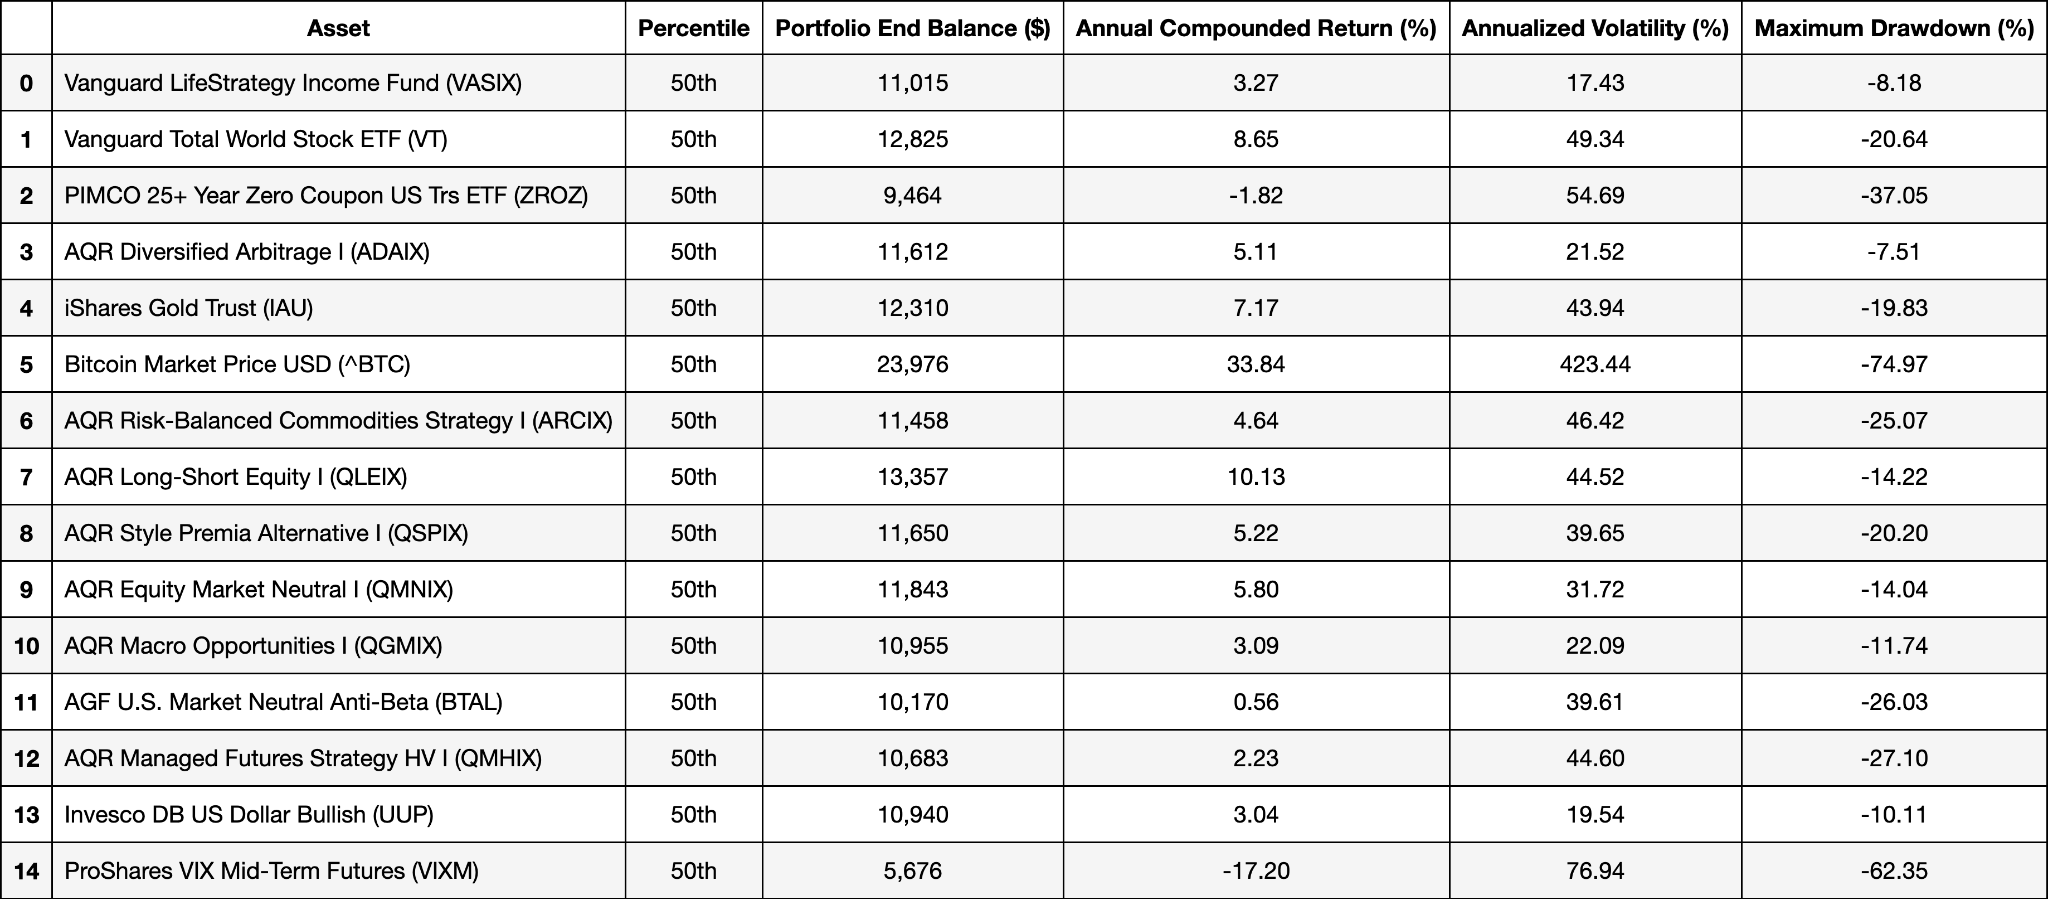 Asset Percentile Portfolio End Balance ($) Annual Compounded Return (%) Annualized Volatility (%) Maximum Drawdown (%)
0 Vanguard LifeStrategy Income Fund (VASIX) 50th 11,015 3.27 17.43 -8.18
1 Vanguard Total World Stock ETF (VT) 50th 12,825 8.65 49.34 -20.64
2 PIMCO 25+ Year Zero Coupon US Trs ETF (ZROZ) 50th 9,464 -1.82 54.69 -37.05
3 AQR Diversified Arbitrage I (ADAIX) 50th 11,612 5.11 21.52 -7.51
4 iShares Gold Trust (IAU) 50th 12,310 7.17 43.94 -19.83
5 Bitcoin Market Price USD (^BTC) 50th 23,976 33.84 423.44 -74.97
6 AQR Risk-Balanced Commodities Strategy I (ARCIX) 50th 11,458 4.64 46.42 -25.07
7 AQR Long-Short Equity I (QLEIX) 50th 13,357 10.13 44.52 -14.22
8 AQR Style Premia Alternative I (QSPIX) 50th 11,650 5.22 39.65 -20.20
9 AQR Equity Market Neutral I (QMNIX) 50th 11,843 5.80 31.72 -14.04
10 AQR Macro Opportunities I (QGMIX) 50th 10,955 3.09 22.09 -11.74
11 AGF U.S. Market Neutral Anti-Beta (BTAL) 50th 10,170 0.56 39.61 -26.03
12 AQR Managed Futures Strategy HV I (QMHIX) 50th 10,683 2.23 44.60 -27.10
13 Invesco DB US Dollar Bullish (UUP) 50th 10,940 3.04 19.54 -10.11
14 ProShares VIX Mid-Term Futures (VIXM) 50th 5,676 -17.20 76.94 -62.35